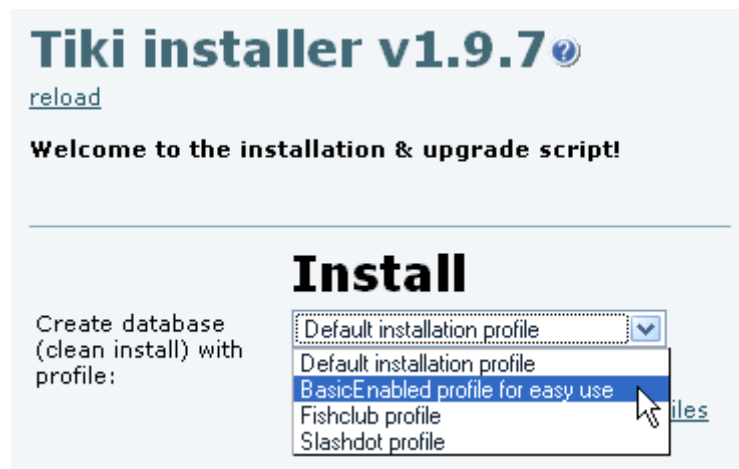 Tiki installer v1.9.7
reload
Welcome to the installation & upgrade script!
Install
Create database
(clean install) with
profile:
Default installation profile
Default installation profile
BasicEnabled profile for easy use
Fishclub profile
Slashdot profile